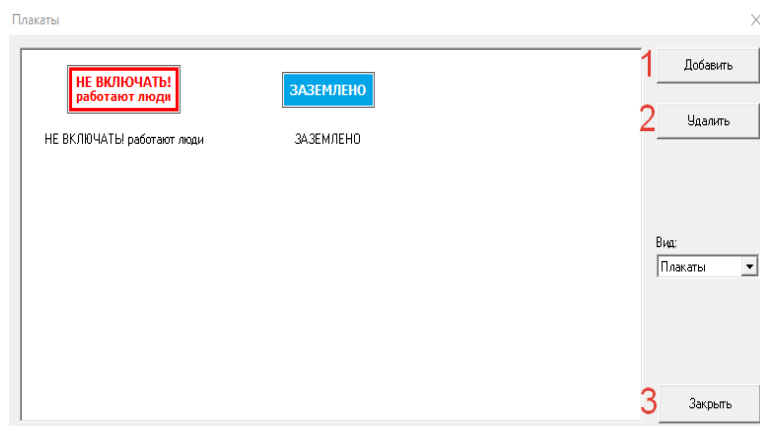 Плакаты
1 Добавить
НЕ ВКЛЮЧАТЬ!
работают люди
ЗАЗЕМЛЕНО
2 Удалить
НЕ ВКЛЮЧАТЬ! работают люди
ЗАЗЕМЛЕНО
Вид:
Плакаты
3 Закрыть